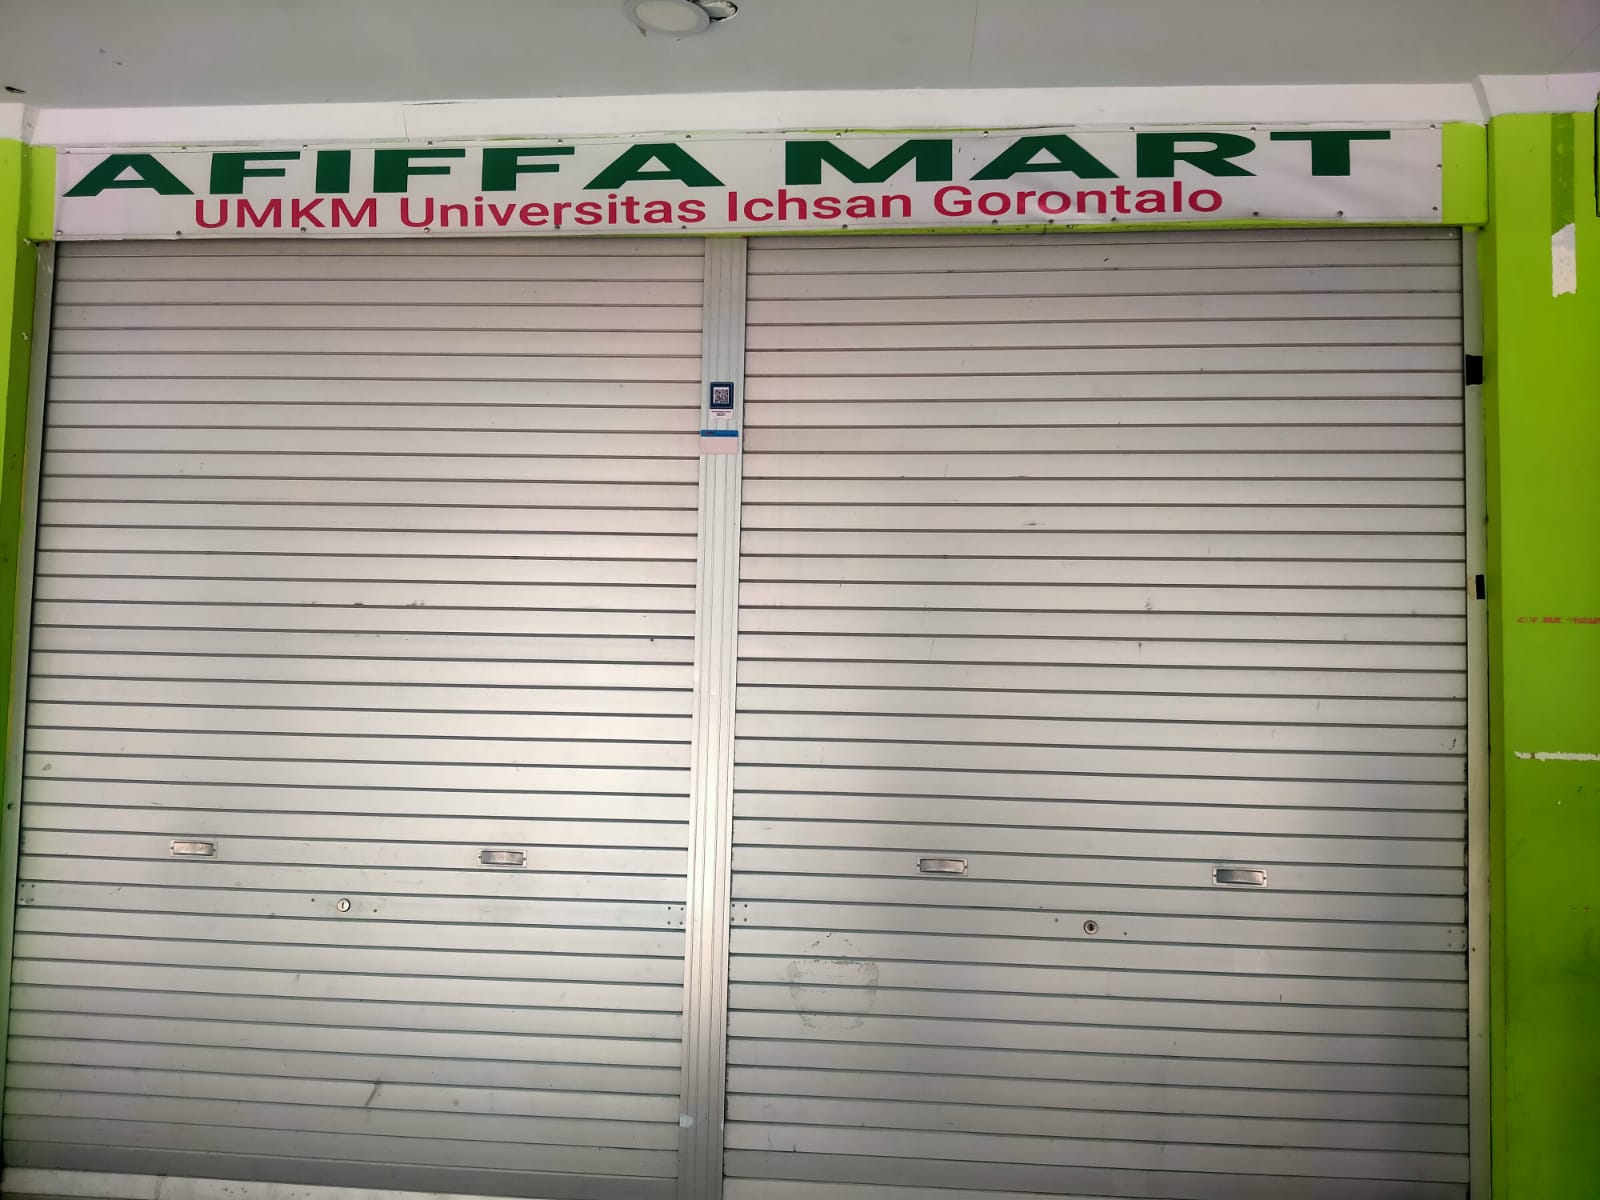 AFIFFA MART
UMKM Universitas Ichsan Gorontalo